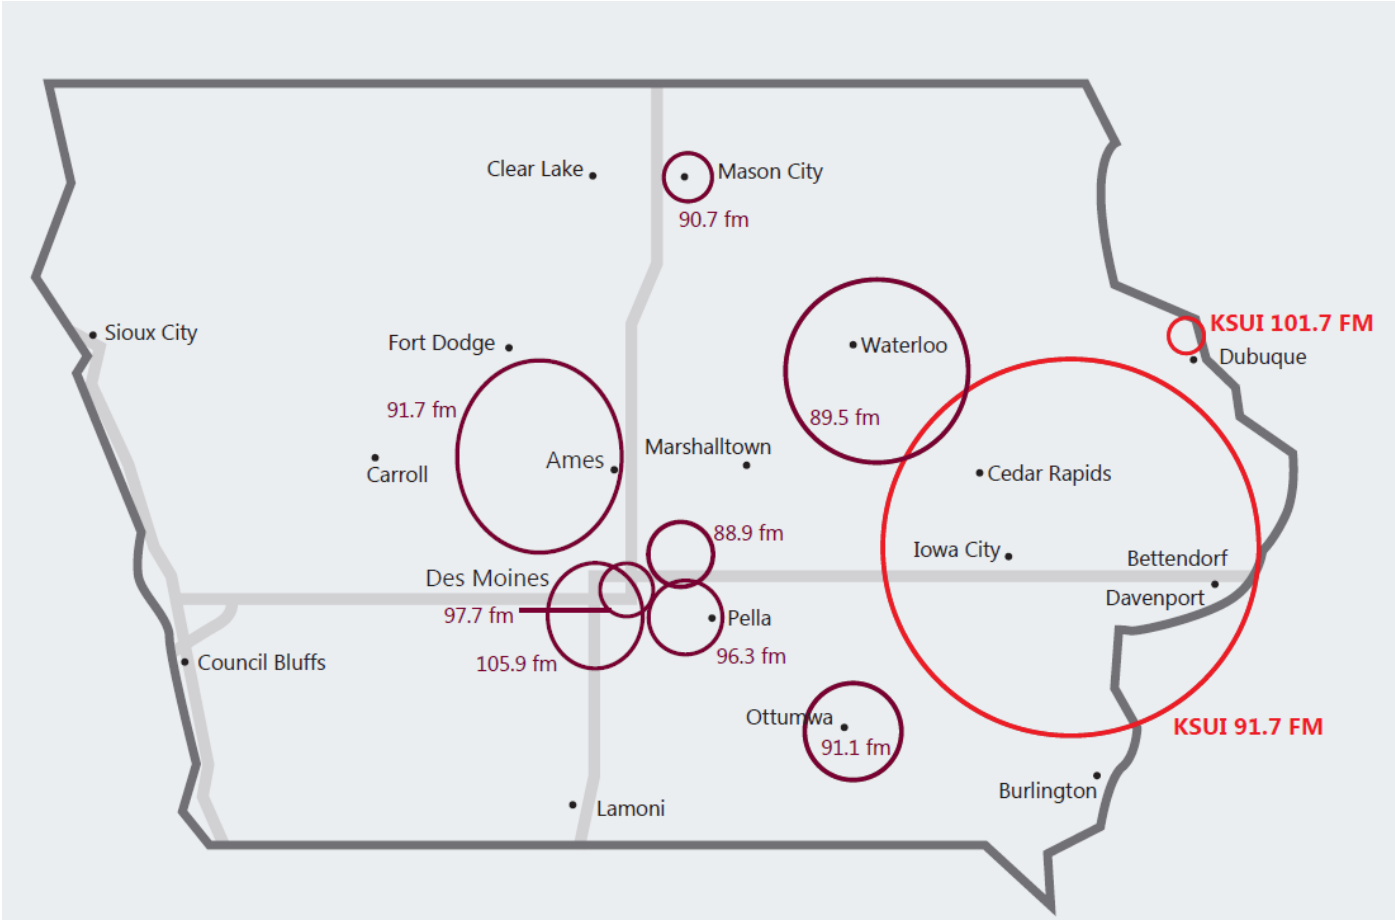 Clear Lake
Mason City
90.7 fm
Sioux City
KSUI 101.7 FM
Fort Dodge
Waterloo
Dubuque
91.7 fm
89.5 fm
Marshalltown
Ames
Carroll
Cedar Rapids
88.9 fm
Iowa City
Bettendorf
Des Moines
Davenport
97.7 fm
Pella
96.3 fm
105.9 fm
Council Bluffs
Ottumwa
KSUI 91.7 FM
91.1 fm
Burlington
Lamoni